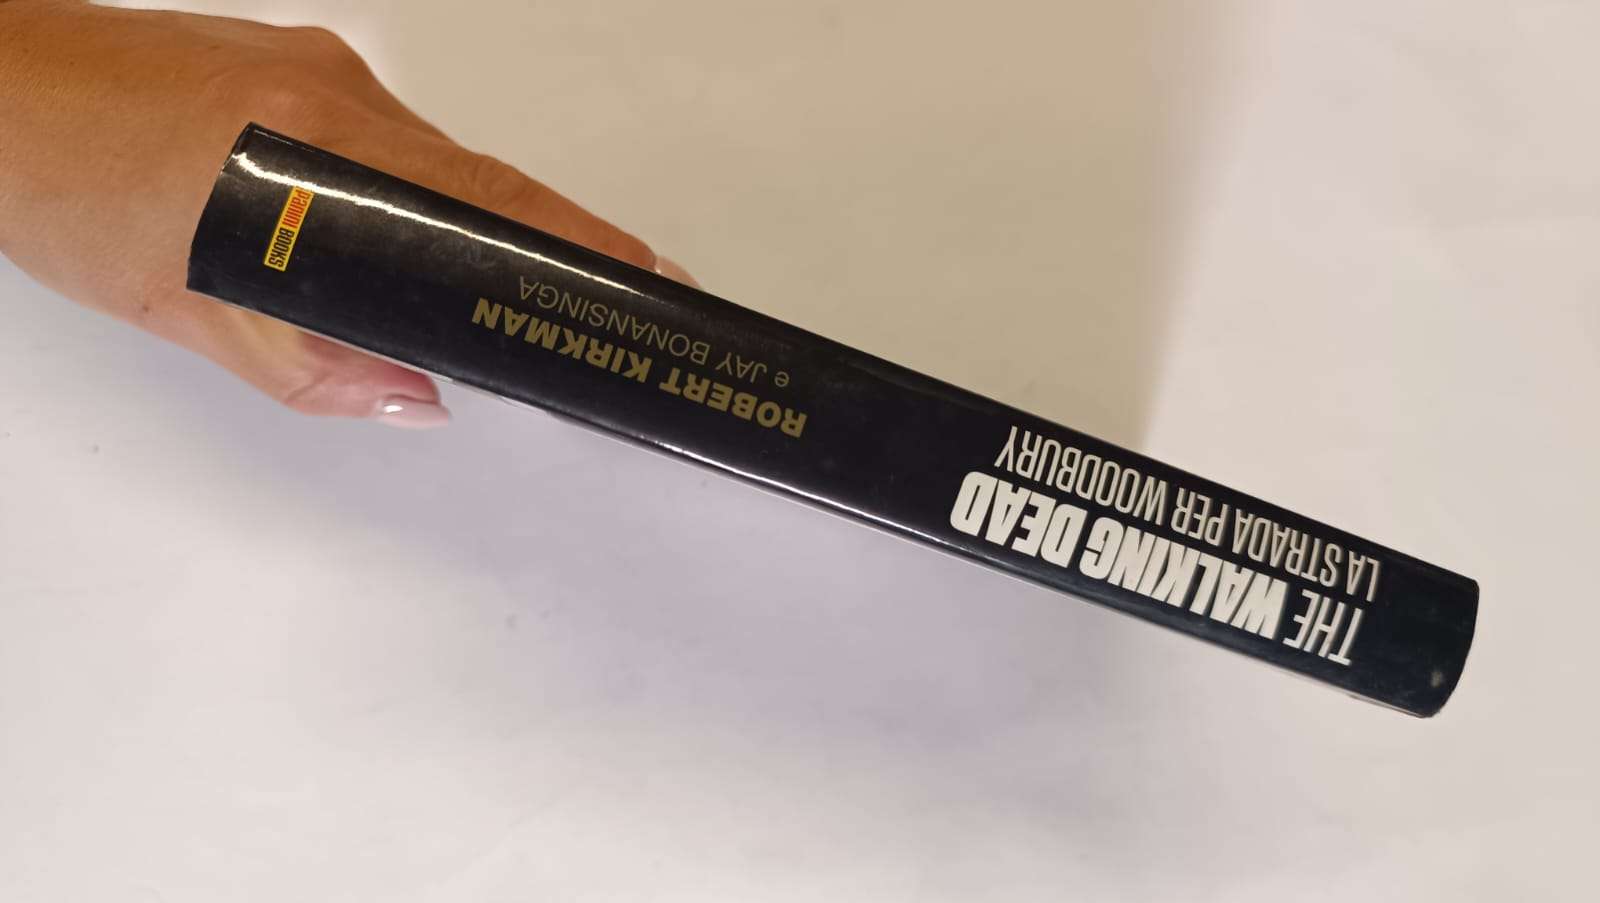 THE WALKING DEAD
LA STRADA PER WOODBURY
ROBERT KIRKMAN
e JAY BONANSINGA
panini BOOKS